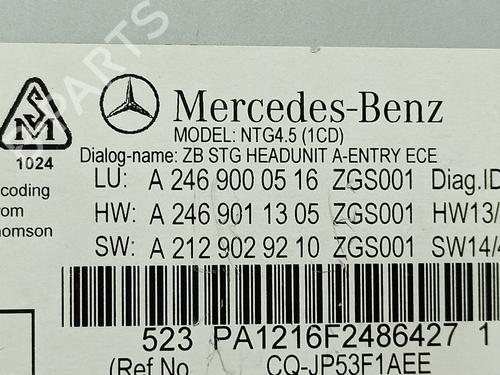 Mercedes-Benz
MODEL: NTG4.5 (1CD)
1024
Dialog-name: ZB STG HEADUNIT A-ENTRY ECE
LU: A 246 900 05 16 ZGS001 Diag.ID
HW: A 246 901 13 05 ZGS001 HW13/
SW: A 212 902 92 10 ZGS001 SW14/4
coding
from
homson
523 PA1216F2486427 1
(Ref No. CQ-JP53F1AEE